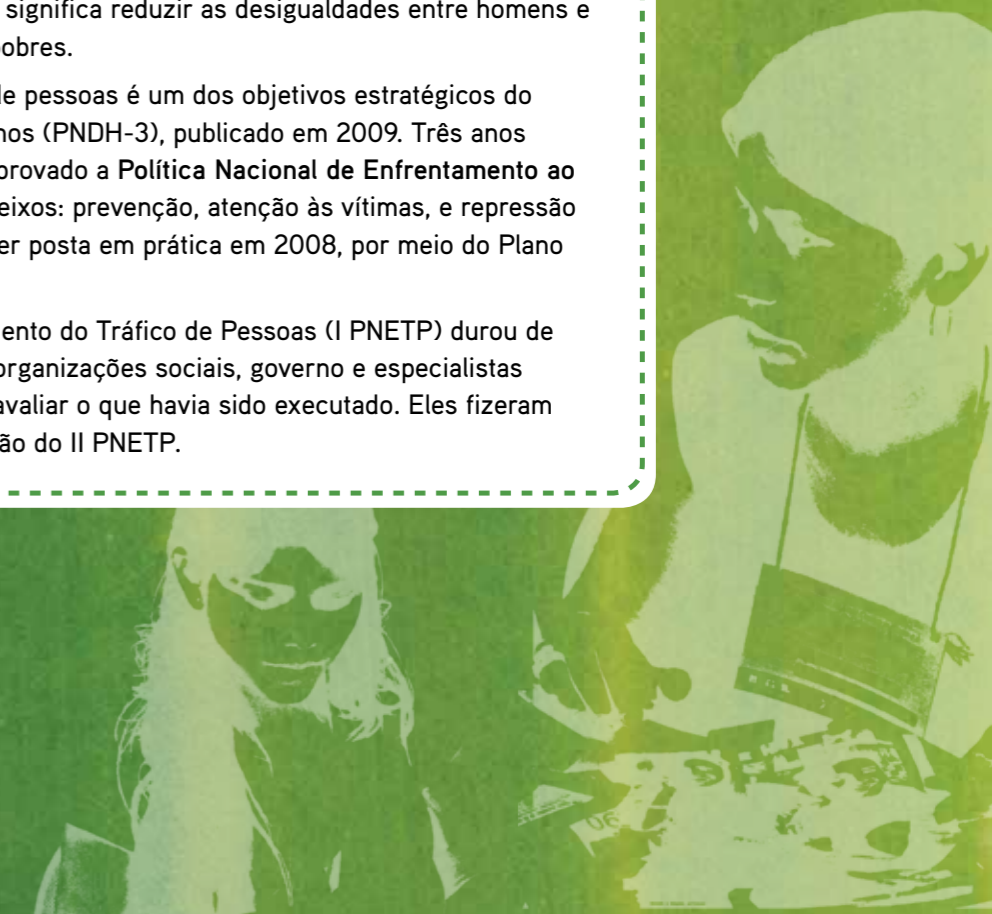 significa reduzir as desigualdades entre homens e
obres.
de pessoas é um dos objetivos estratégicos do
nos (PNDH-3), publicado em 2009. Três anos
provado a Política Nacional de Enfrentamento ao
eixos: prevenção, atenção às vítimas, e repressão
er posta em prática em 2008, por meio do Plano
ento do Tráfico de Pessoas (I PNETP) durou de
organizações sociais, governo e especialistas
avaliar o que havia sido executado. Eles fizeram
ão do II PNETP.
06